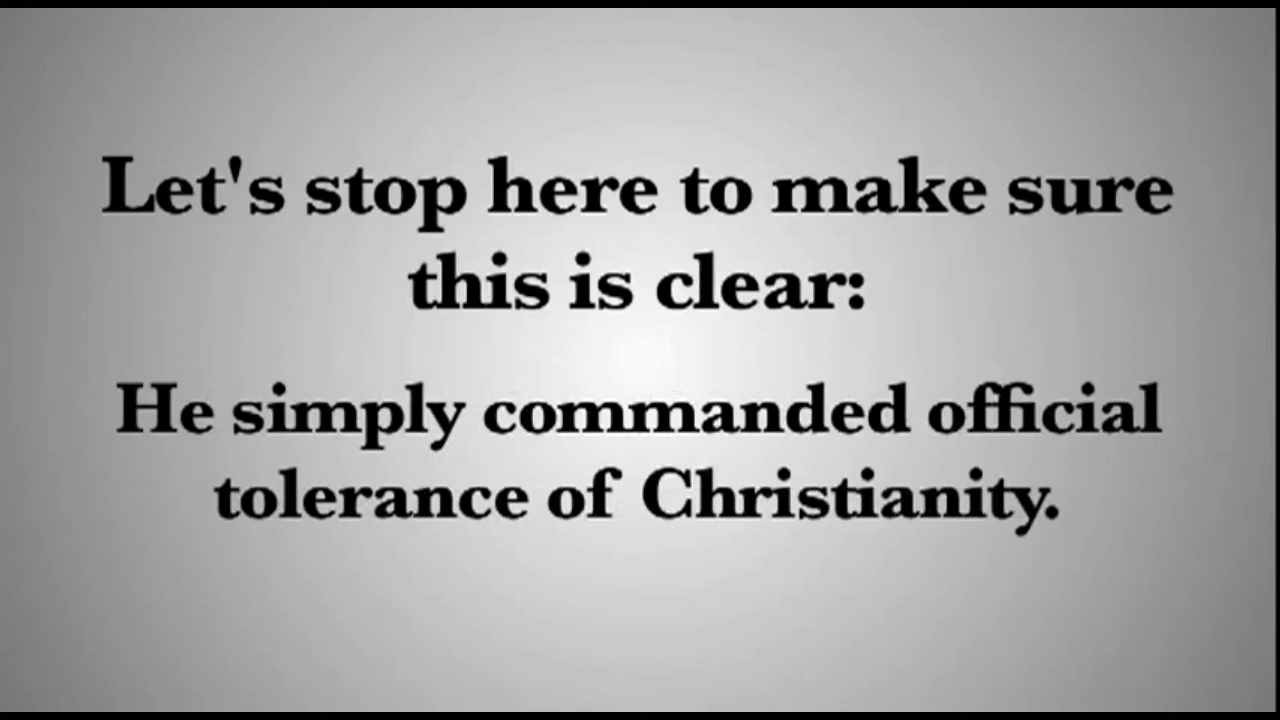 Let's stop here to make sure
this is clear:
He simply commanded official
tolerance of Christianity.